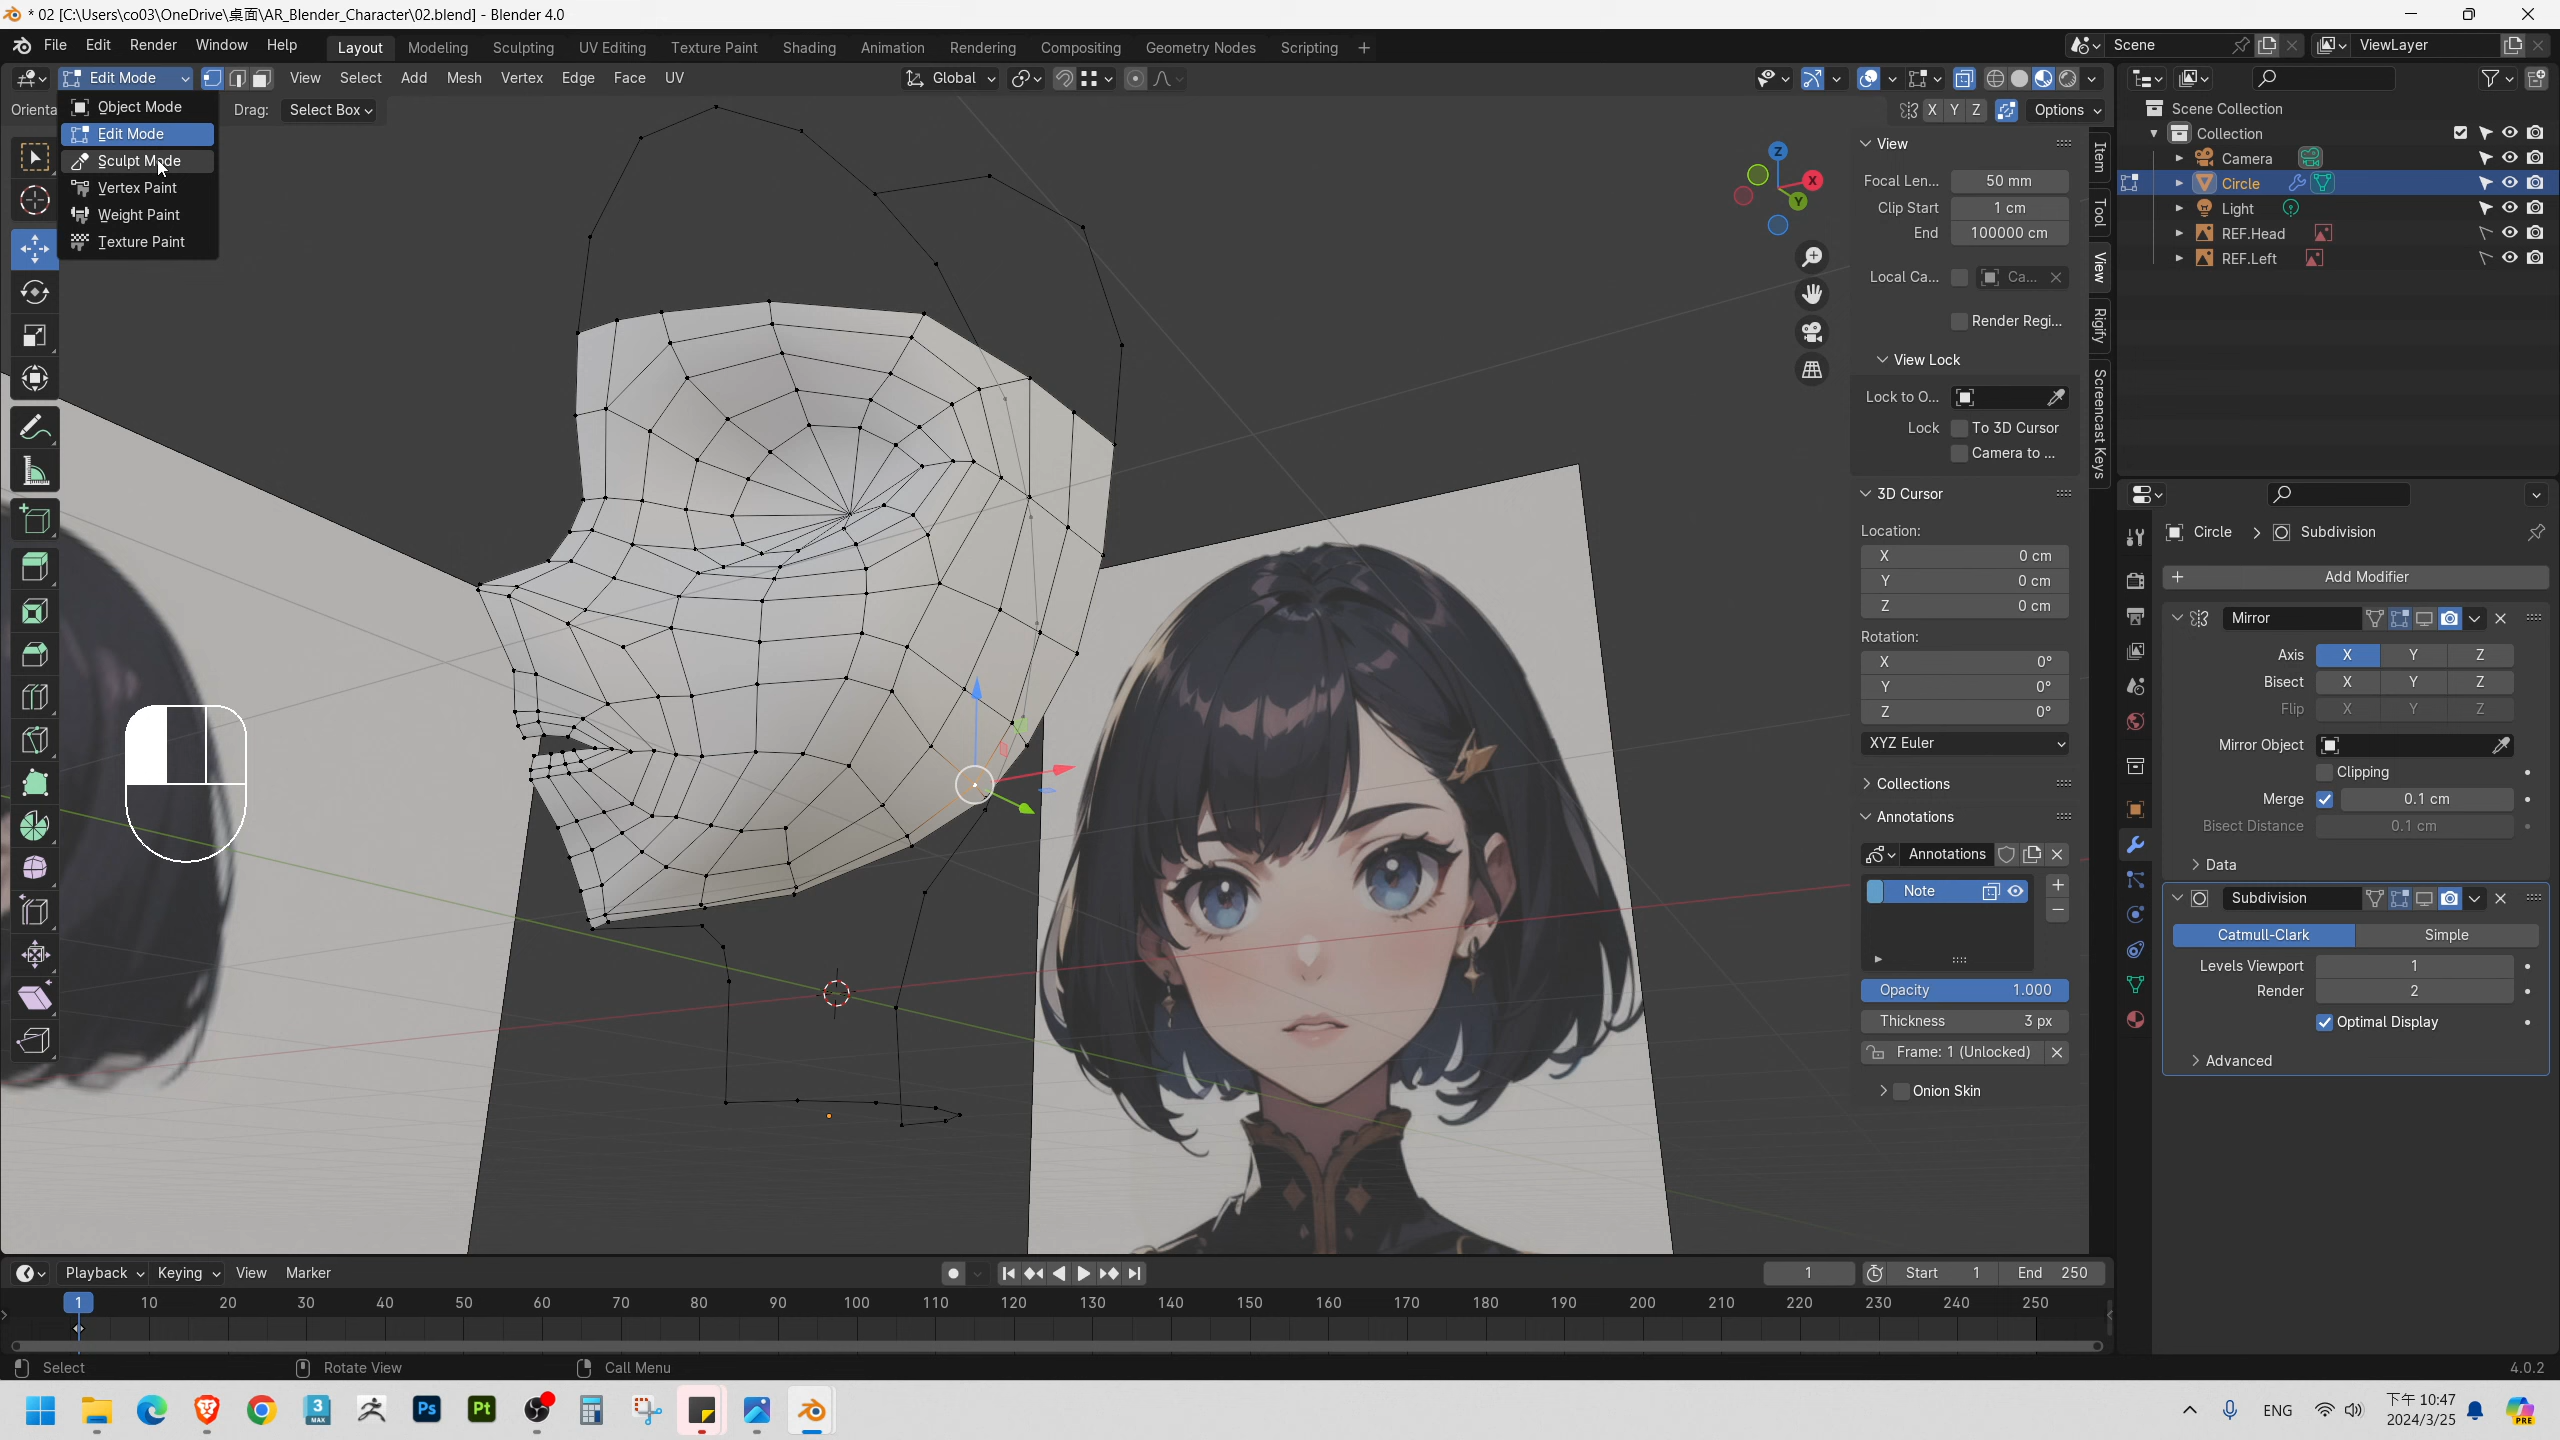 * 02 [C:\Users\co03\OneDrive\桌面\AR_Blender_Character\02.blend] - Blender 4.0
File Edit Render Window Help Layout Modeling Sculpting UV Editing Texture Paint Shading Animation Rendering Compositing Geometry Nodes Scripting + Scene ViewLayer
Edit Mode View Select Add Mesh Vertex Edge Face UV Global
Orienta Drag: Select Box X Y Z Options
Object Mode
Edit Mode
Sculpt Mode
Vertex Paint
Weight Paint
Texture Paint
Z
X
Y
View
Focal Len... 50 mm
Clip Start 1 cm
End 100000 cm
Local Ca... Ca...
Render Regi...
View Lock
Lock to O...
Lock To 3D Cursor
Camera to ...
3D Cursor
Location:
X 0 cm
Y 0 cm
Z 0 cm
Rotation:
X 0°
Y 0°
Z 0°
XYZ Euler
Collections
Annotations
Annotations
Note
Opacity 1.000
Thickness 3 px
Frame: 1 (Unlocked)
Onion Skin
Item
Tool
View
Rigify
Screencast Keys
Scene Collection
Collection
Camera
Circle
Light
REF.Head
REF.Left
Circle > Subdivision
+ Add Modifier
Mirror
Axis X Y Z
Bisect X Y Z
Flip X Y Z
Mirror Object
Clipping
Merge 0.1 cm
Bisect Distance 0.1 cm
Data
Subdivision
Catmull-Clark Simple
Levels Viewport 1
Render 2
Optimal Display
Advanced
Playback Keying View Marker 1 Start 1 End 250
1 10 20 30 40 50 60 70 80 90 100 110 120 130 140 150 160 170 180 190 200 210 220 230 240 250
Select Rotate View Call Menu 4.0.2
3 MAX Ps Pt ENG 下午 10:47 PRE
2024/3/25